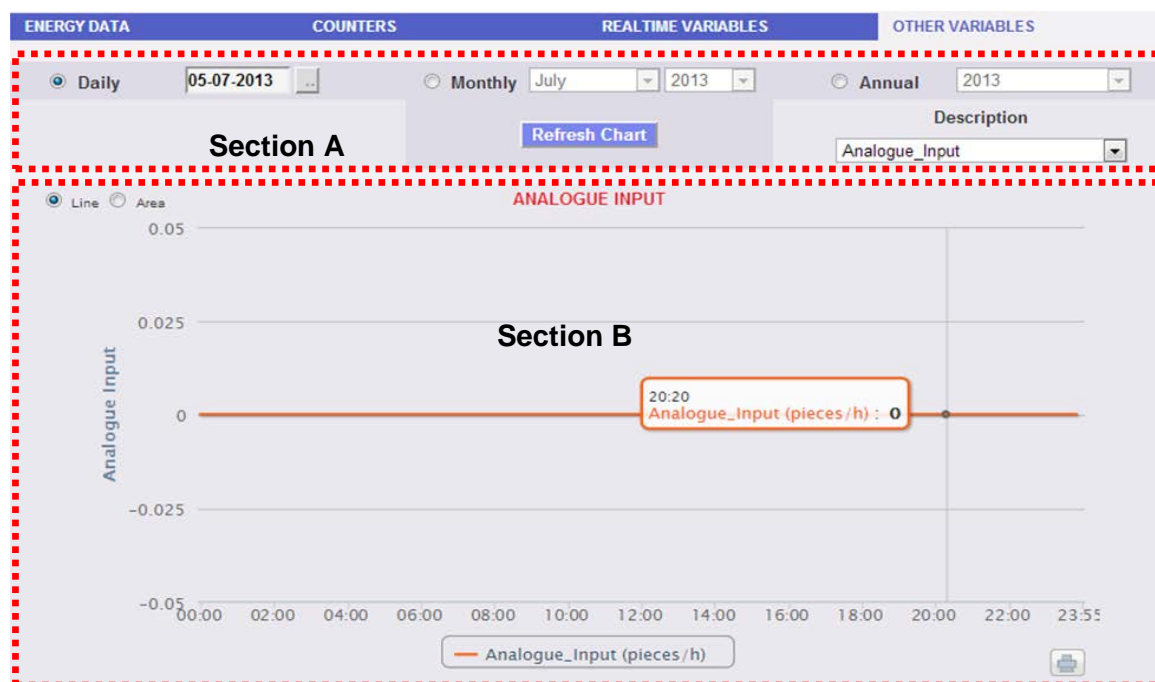 ENERGY DATA COUNTERS REALTIME VARIABLES OTHER VARIABLES
Daily 05-07-2013 .. Monthly July 2013 Annual 2013
Description
Section A Refresh Chart Analogue_Input
Line Area ANALOGUE INPUT
0.05
0.025
Section B
Analogue Input
20:20
Analogue_Input (pieces/h) : 0
0
-0.025
-0.05
00:00 02:00 04:00 06:00 08:00 10:00 12:00 14:00 16:00 18:00 20:00 22:00 23:55
Analogue_Input (pieces/h)